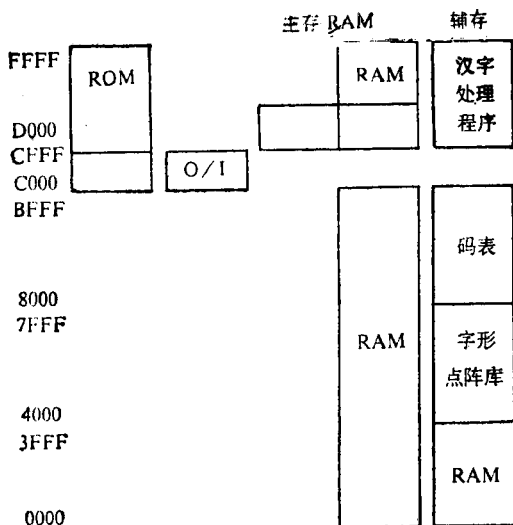 主存 RAM 辅存
FFFF
ROM
RAM
汉字
处理
程序
D000
CFFF
O/I
C000
BFFF
码表
8000
7FFF
RAM
字形
点阵库
4000
3FFF
RAM
0000